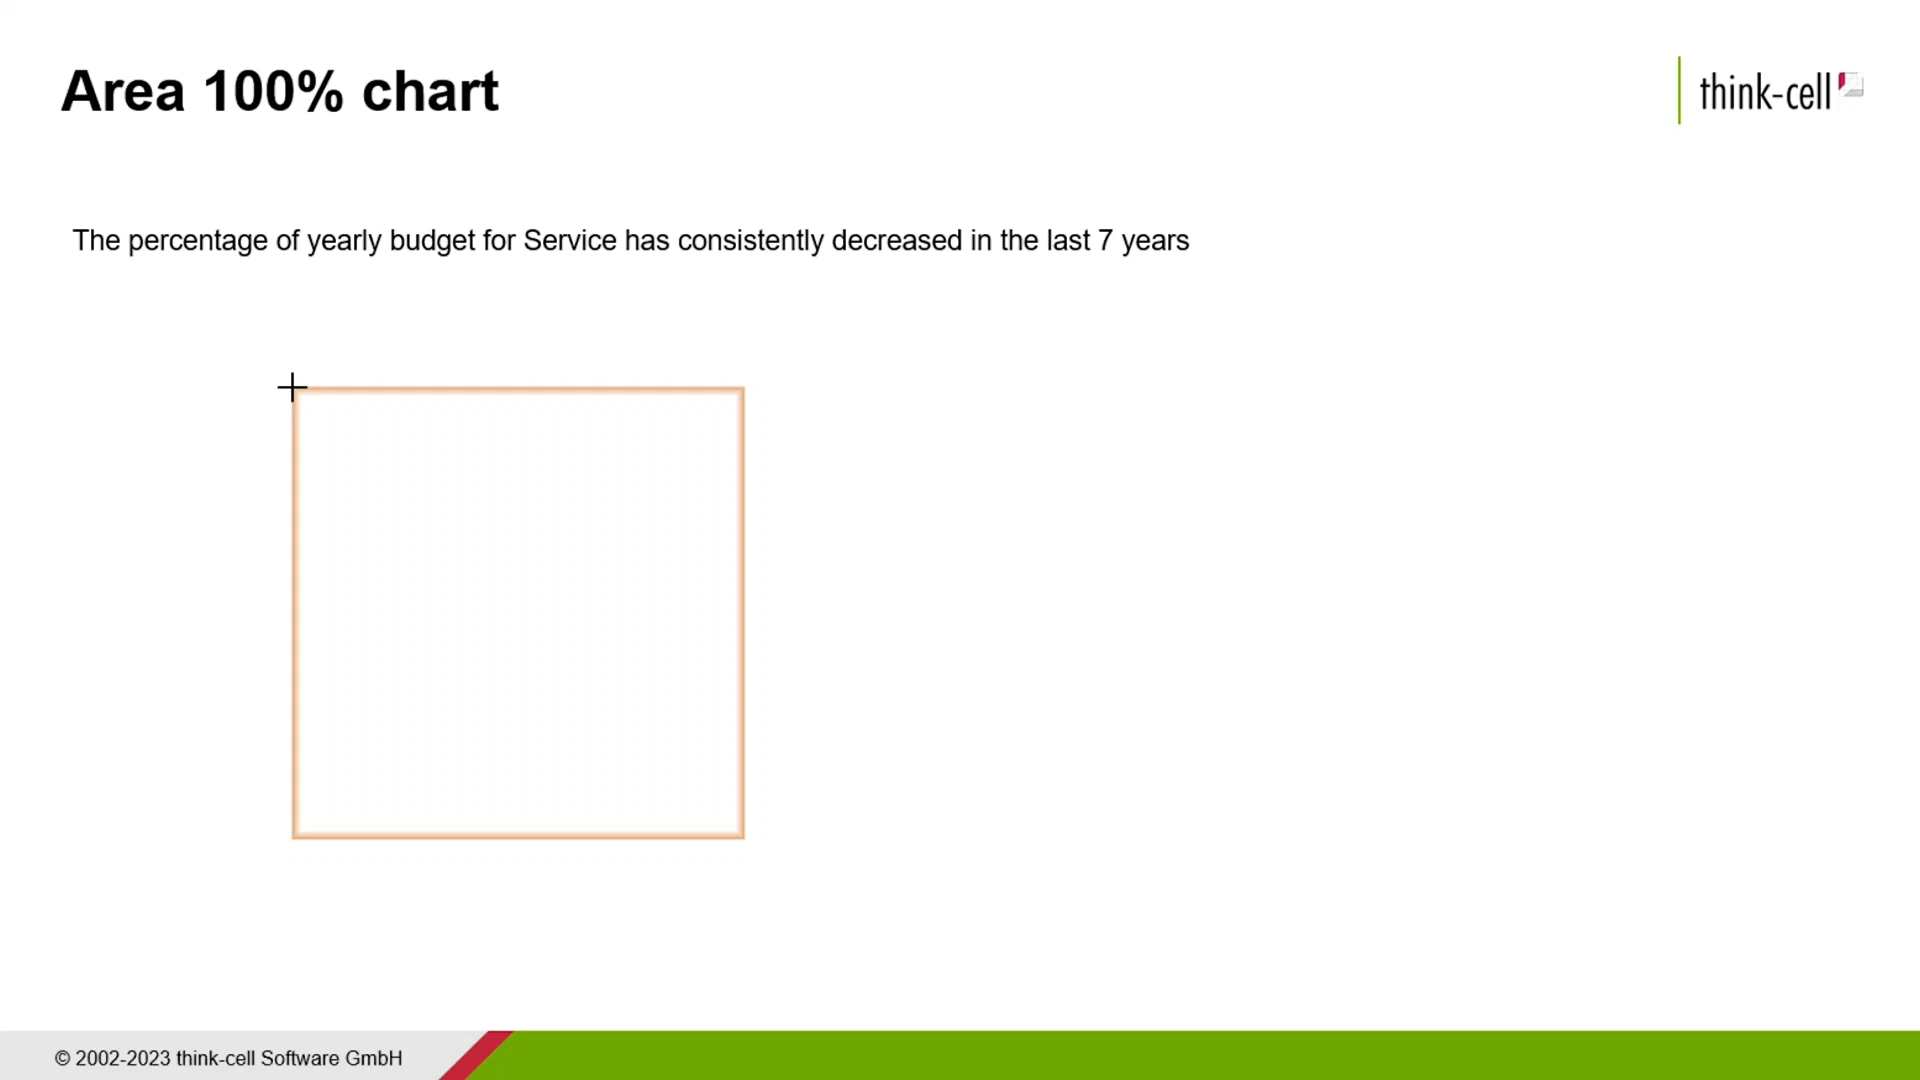 Area 100% chart
think-cell
The percentage of yearly budget for Service has consistently decreased in the last 7 years
© 2002-2023 think-cell Software GmbH